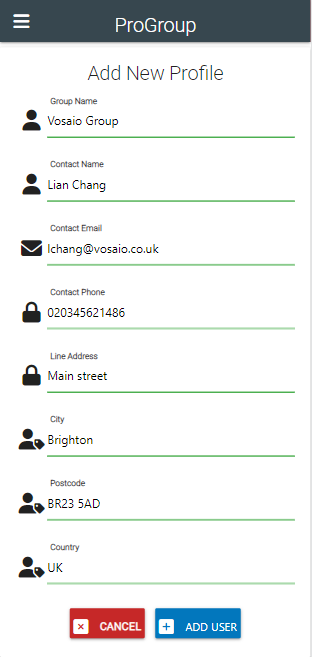 ProGroup
Add New Profile
Group Name
Vosaio Group
Contact Name
Lian Chang
Contact Email
lchang@vosaio.co.uk
Contact Phone
020345621486
Line Address
Main street
City
Brighton
Postcode
BR23 5AD
Country
UK
CANCEL ADD USER